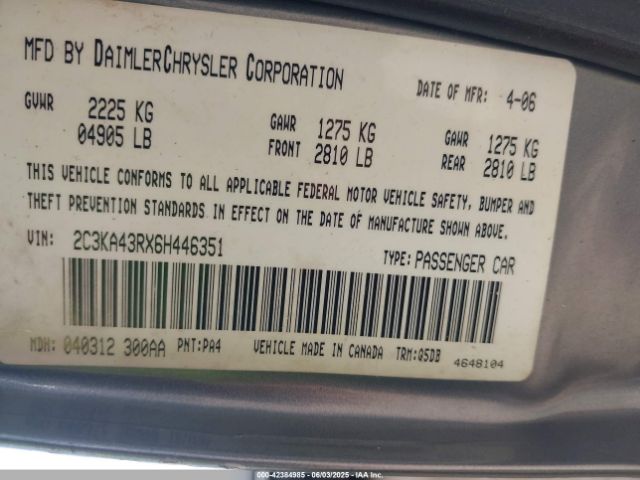 MFD BY DAIMLERCHRYSLER CORPORATION
DATE OF MFR: 4-06
GVWR 2225 KG 04905 LB
GAWR FRONT 1275 KG 2810 LB
GAWR REAR 1275 KG 2810 LB
THIS VEHICLE CONFORMS TO ALL APPLICABLE FEDERAL MOTOR VEHICLE SAFETY, BUMPER AND
THEFT PREVENTION STANDARDS IN EFFECT ON THE DATE OF MANUFACTURE SHOWN ABOVE.
VIN: 2C3KA43RX6H446351
TYPE: PASSENGER CAR
MDH: 040312 300AA PNT:PA4 VEHICLE MADE IN CANADA TRM:Q5DB 4648104
000-42384985 - 06/03/2025 - IAA Inc.